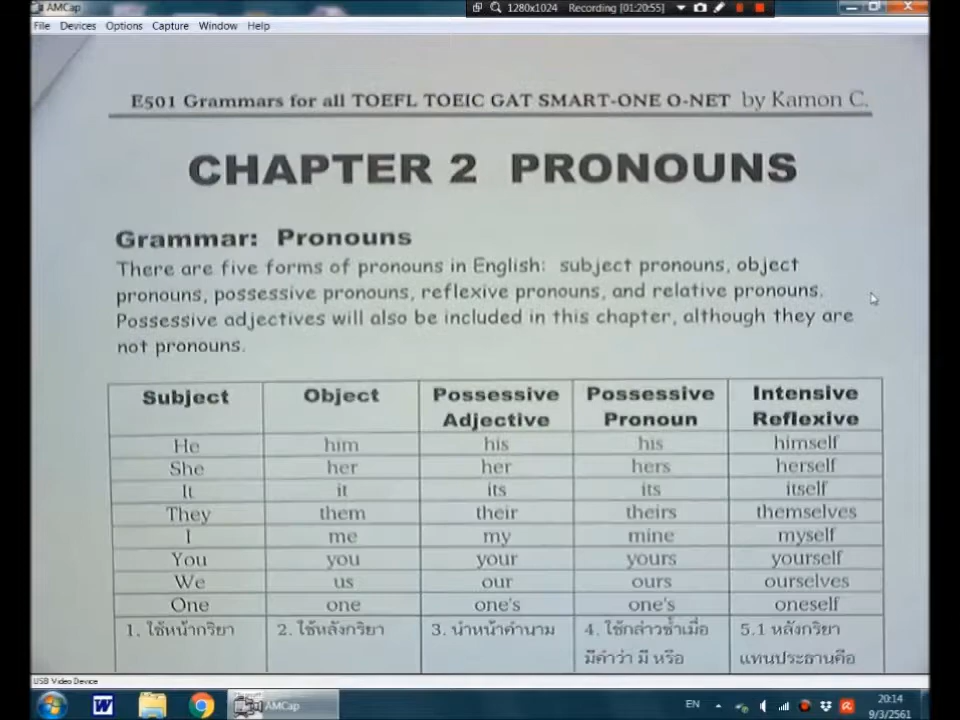 AMCap
1280x1024 Recording [01:20:55]
File Devices Options Capture Window Help
E501 Grammars for all TOEFL TOEIC GAT SMART-ONE O-NET by Kamon C.
CHAPTER 2 PRONOUNS
Grammar: Pronouns
There are five forms of pronouns in English: subject pronouns, object
pronouns, possessive pronouns, reflexive pronouns, and relative pronouns.
Possessive adjectives will also be included in this chapter, although they are
not pronouns.
Subject Object Possessive Adjective Possessive Pronoun Intensive Reflexive
He him his his himself
She her her hers herself
It it its its itself
They them their theirs themselves
I me my mine myself
You you your yours yourself
We us our ours ourselves
One one one's one's oneself
1. ใช้หน้ากริยา 2. ใช้หลังกริยา 3. นำหน้าคำนาม 4. ใช้กล่าวซ้ำเมื่อ 5.1 หลังกริยา
มีคำว่า มี หรือ แทนประธานคือ
USB Video Device
AMCap
EN
20:14
9/3/2561